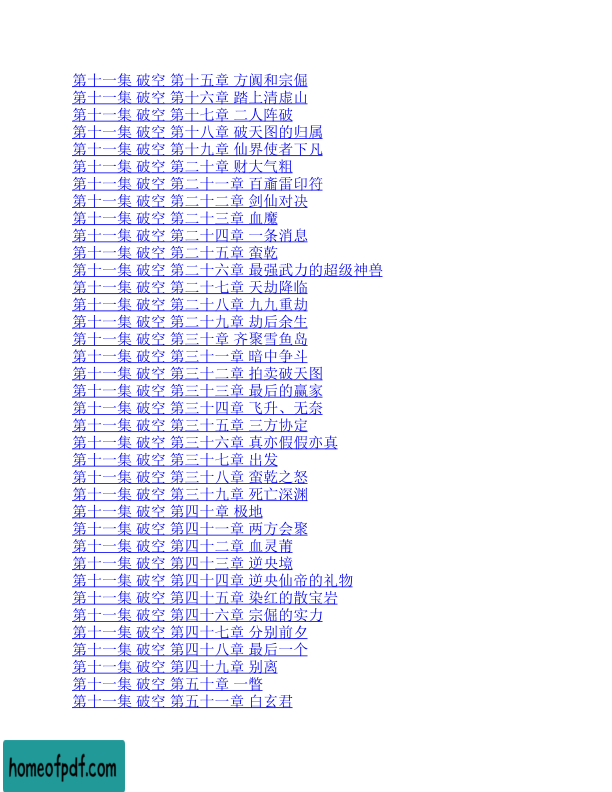 第十一集 破空 第十五章 方阗和宗倔
第十一集 破空 第十六章 踏上清虚山
第十一集 破空 第十七章 二人阵破
第十一集 破空 第十八章 破天图的归属
第十一集 破空 第十九章 仙界使者下凡
第十一集 破空 第二十章 财大气粗
第十一集 破空 第二十一章 百齑雷印符
第十一集 破空 第二十二章 剑仙对决
第十一集 破空 第二十三章 血魔
第十一集 破空 第二十四章 一条消息
第十一集 破空 第二十五章 蛮乾
第十一集 破空 第二十六章 最强武力的超级神兽
第十一集 破空 第二十七章 天劫降临
第十一集 破空 第二十八章 九九重劫
第十一集 破空 第二十九章 劫后余生
第十一集 破空 第三十章 齐聚雪鱼岛
第十一集 破空 第三十一章 暗中争斗
第十一集 破空 第三十二章 拍卖破天图
第十一集 破空 第三十三章 最后的赢家
第十一集 破空 第三十四章 飞升、无奈
第十一集 破空 第三十五章 三方协定
第十一集 破空 第三十六章 真亦假假亦真
第十一集 破空 第三十七章 出发
第十一集 破空 第三十八章 蛮乾之怒
第十一集 破空 第三十九章 死亡深渊
第十一集 破空 第四十章 极地
第十一集 破空 第四十一章 两方会聚
第十一集 破空 第四十二章 血灵莆
第十一集 破空 第四十三章 逆央境
第十一集 破空 第四十四章 逆央仙帝的礼物
第十一集 破空 第四十五章 染红的散宝岩
第十一集 破空 第四十六章 宗倔的实力
第十一集 破空 第四十七章 分别前夕
第十一集 破空 第四十八章 最后一个
第十一集 破空 第四十九章 别离
第十一集 破空 第五十章 一瞥
第十一集 破空 第五十一章 白玄君
homeofpdf.com